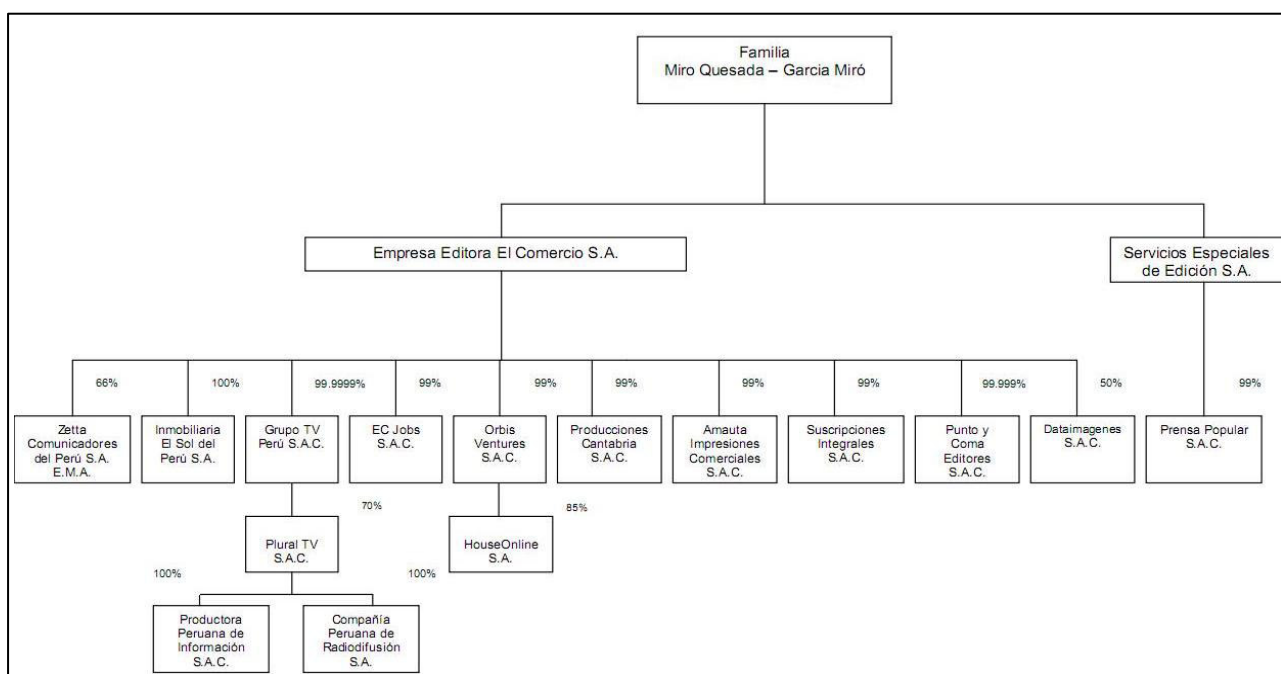 Familia
Miro Quesada – Garcia Miró
Empresa Editora El Comercio S.A.
Servicios Especiales
de Edición S.A.
66%
100%
99.9999%
99%
99%
99%
99%
99%
99.999%
50%
99%
Zetta
Comunicadores
del Perú S.A.
E.M.A.
Inmobiliaria
El Sol del
Perú S.A.
Grupo TV
Perú S.A.C.
EC Jobs
S.A.C.
Orbis
Ventures
S.A.C.
Producciones
Cantabria
S.A.C.
Amauta
Impresiones
Comerciales
S.A.C.
Suscripciones
Integrales
S.A.C.
Punto y
Coma
Editores
S.A.C.
Dataimagenes
S.A.C.
Prensa Popular
S.A.C.
70%
85%
Plural TV
S.A.C.
HouseOnline
S.A.
100%
100%
Productora
Peruana de
Información
S.A.C.
Compañía
Peruana de
Radiodifusión
S.A.